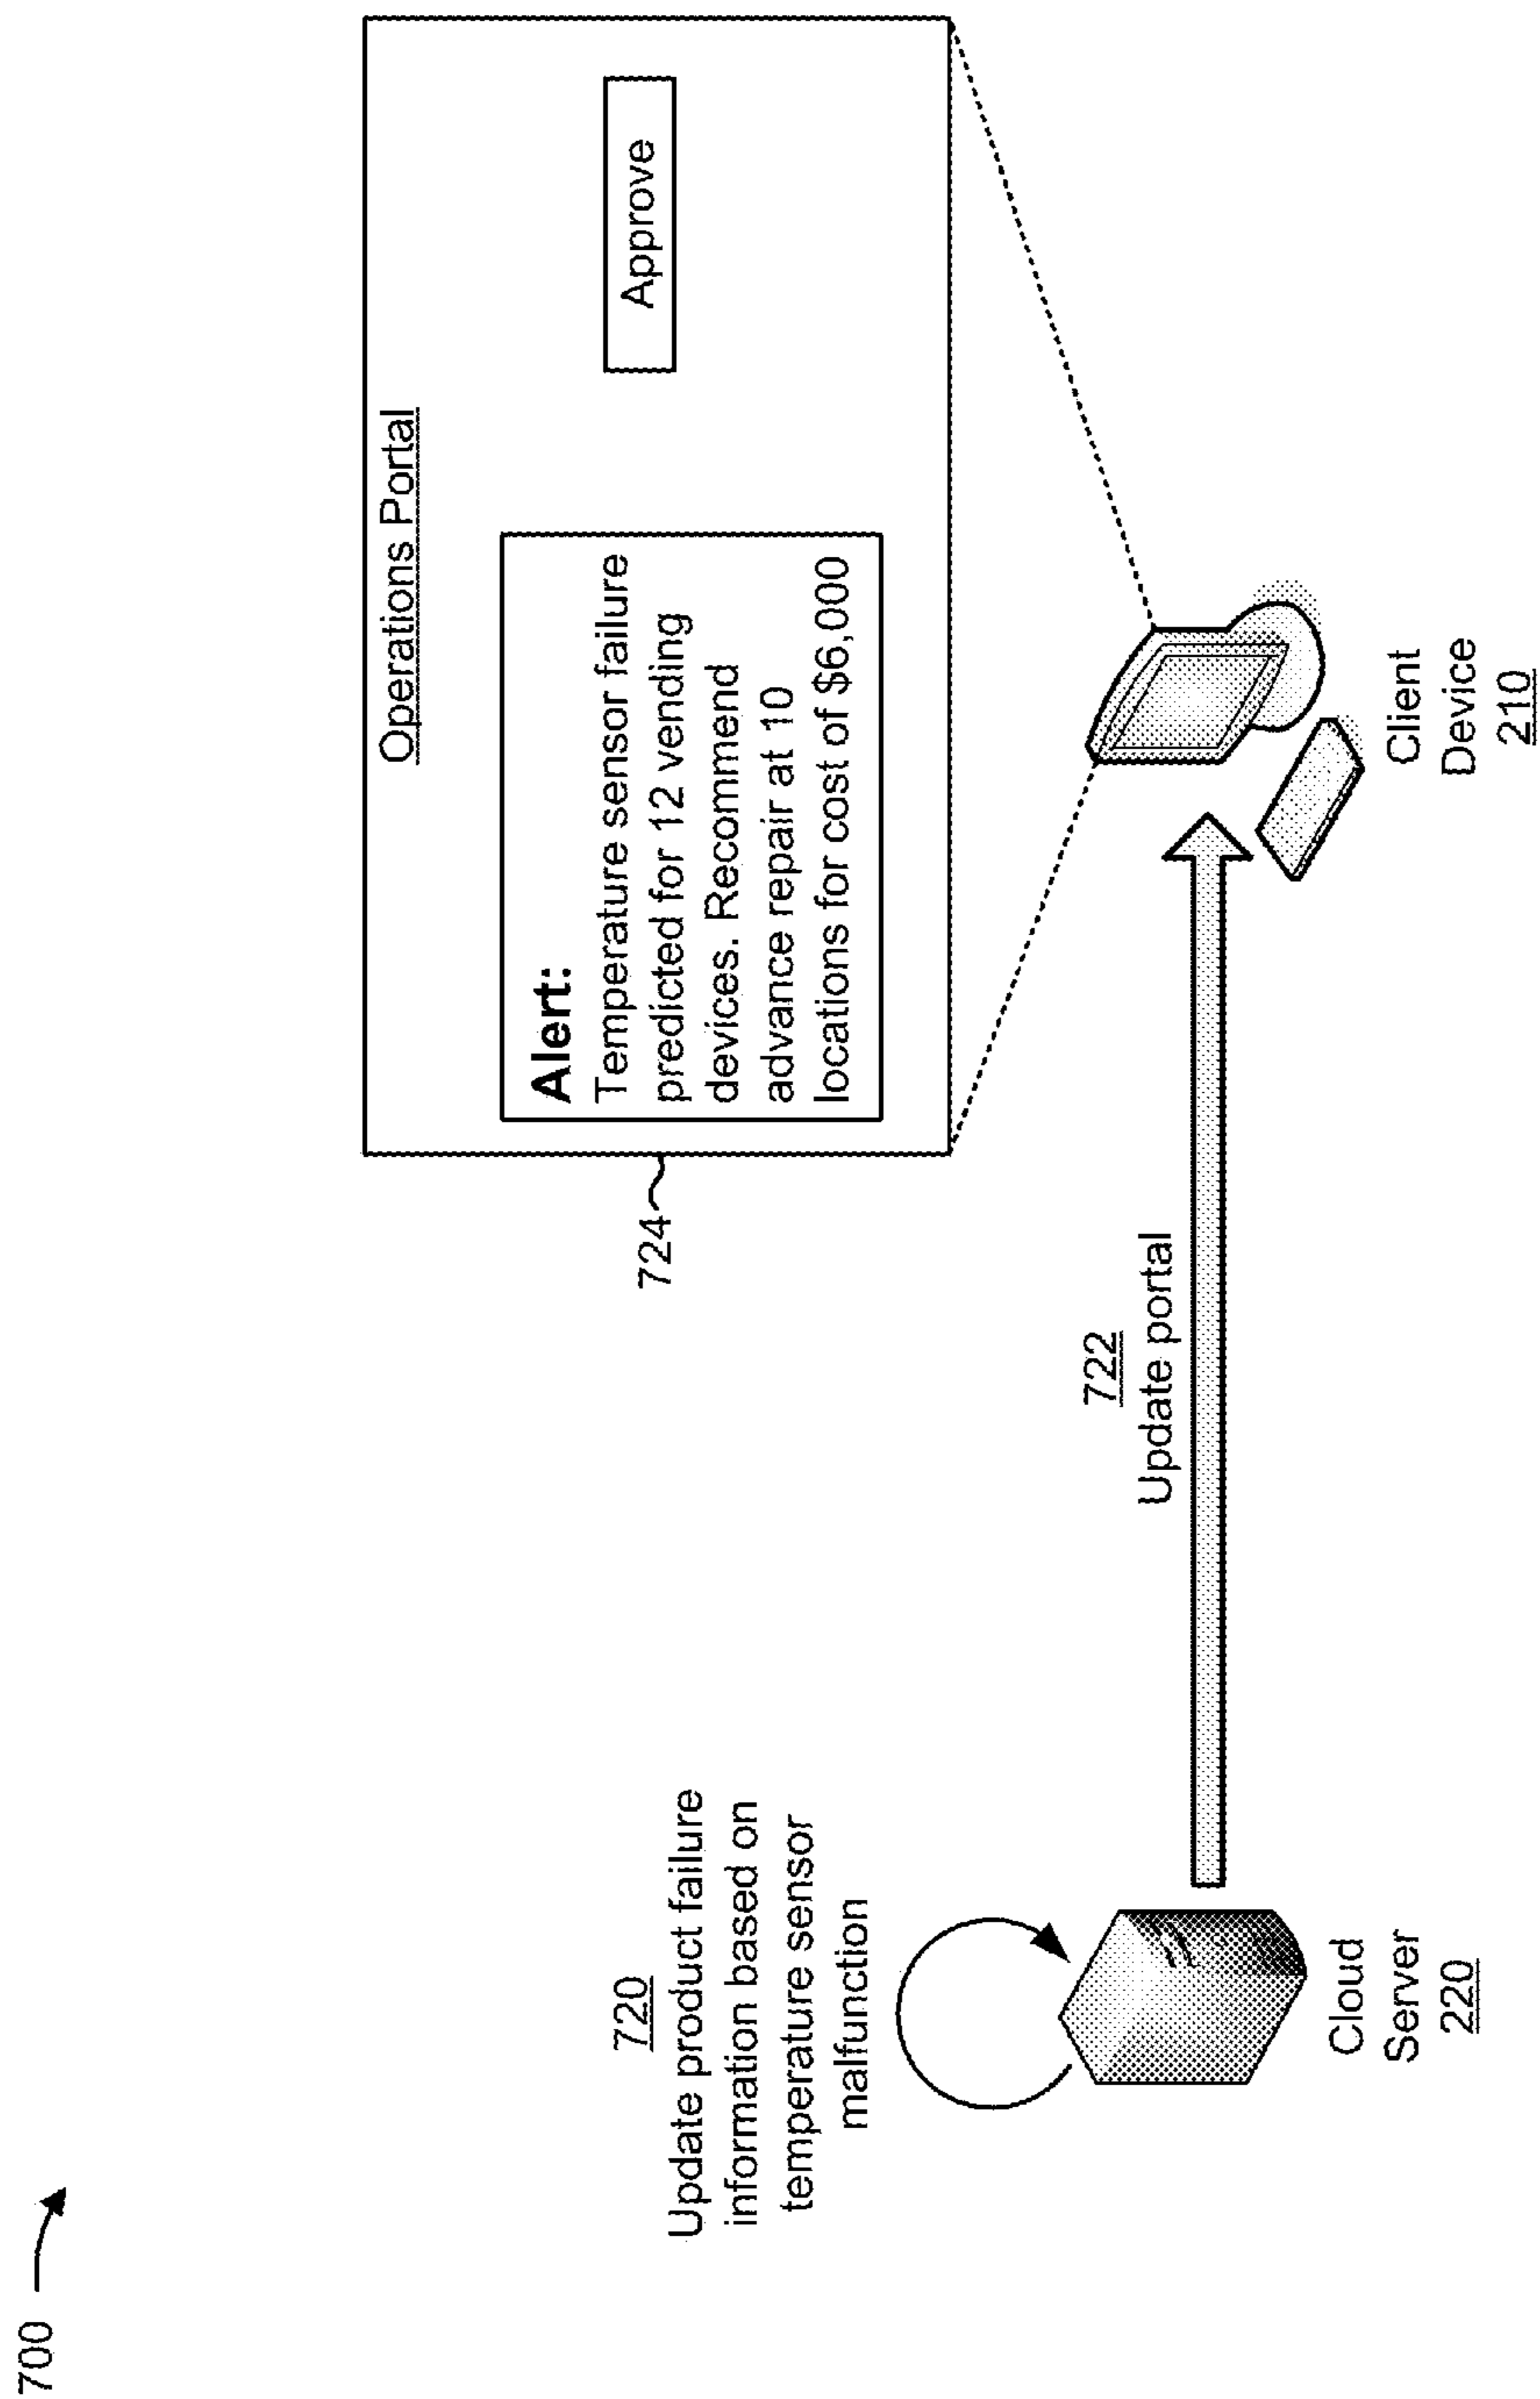 700
720
Update product failure
information based on
temperature sensor
malfunction
Cloud
Server
220
722
Update portal
724
Operations Portal
Alert:
Temperature sensor failure
predicted for 12 vending
devices. Recommend
advance repair at 10
locations for cost of $6,000
Approve
Client
Device
210